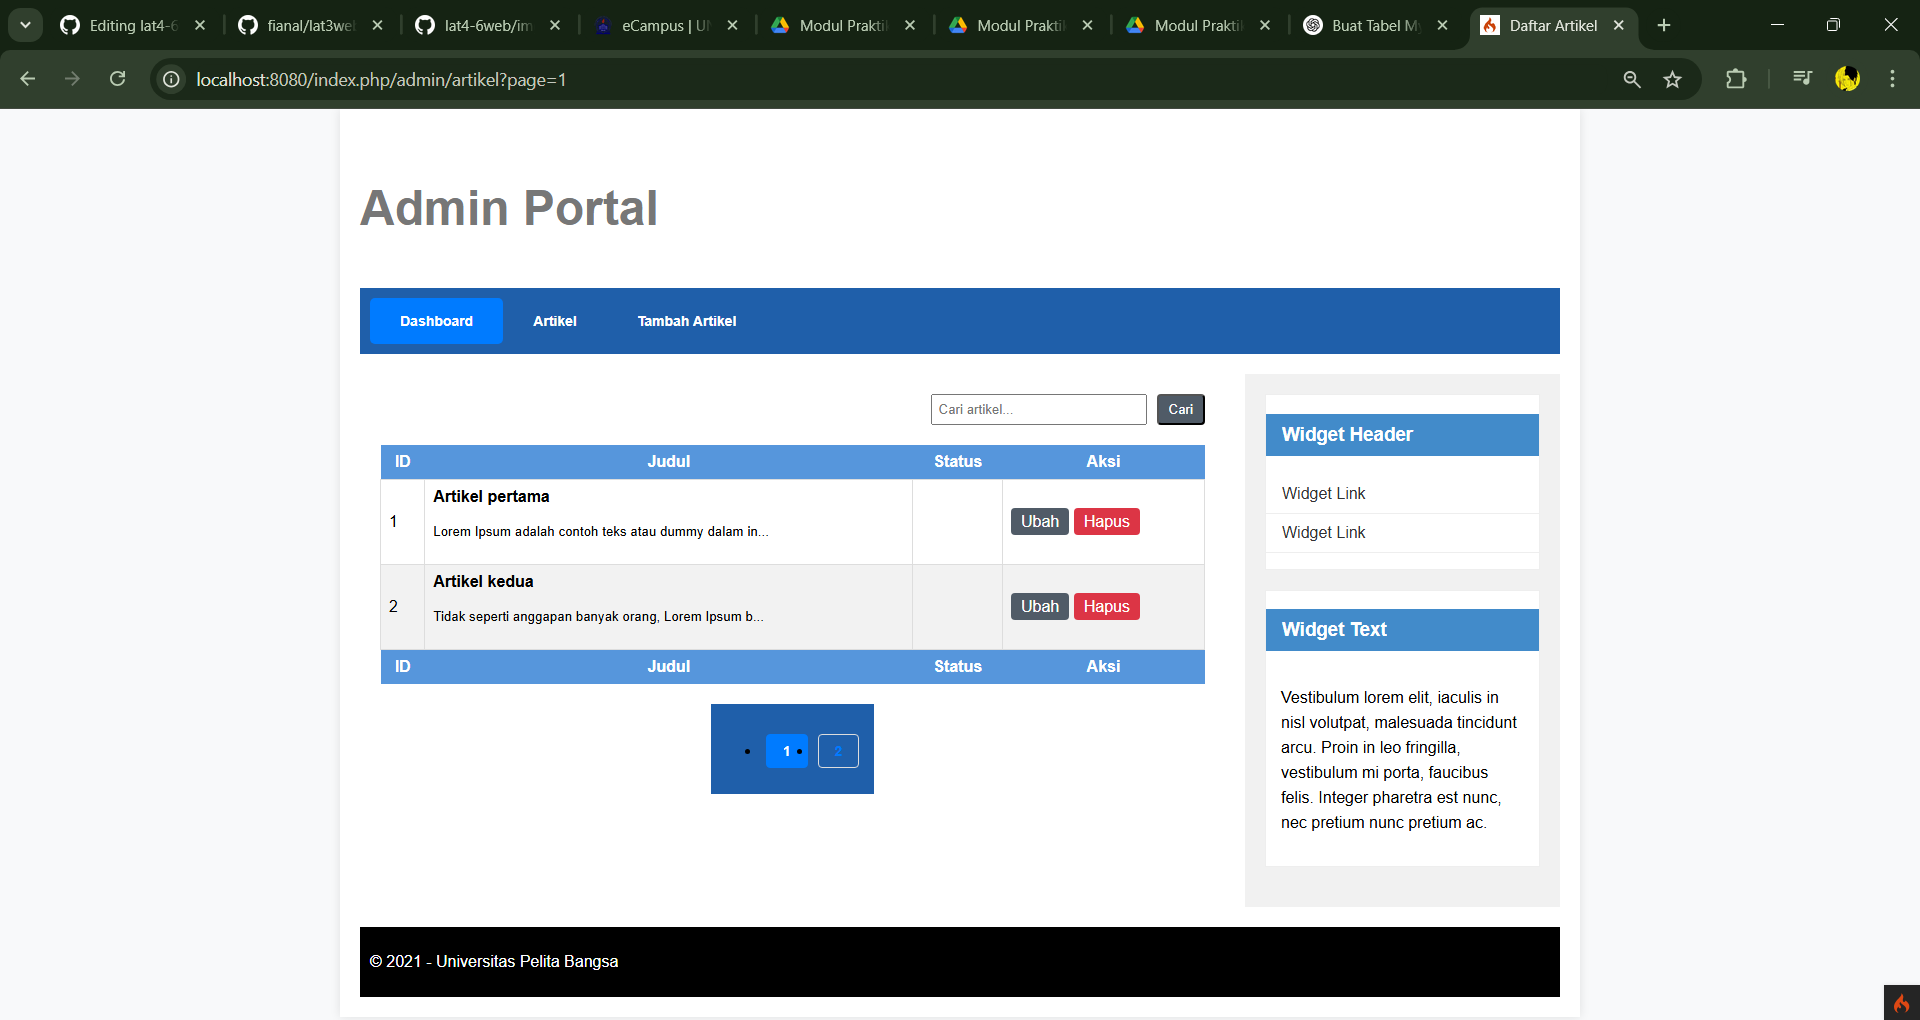 Editing lat4-6
fianal/lat3we
lat4-6web/im
eCampus | U
Modul Prakti
Modul Prakti
Modul Prakti
Buat Tabel M
Daftar Artikel
localhost:8080/index.php/admin/artikel?page=1
Admin Portal
Dashboard Artikel Tambah Artikel
Cari artikel... Cari
ID Judul Status Aksi
1 Artikel pertama
Lorem Ipsum adalah contoh teks atau dummy dalam in...
Ubah Hapus
2 Artikel kedua
Tidak seperti anggapan banyak orang, Lorem Ipsum b...
Ubah Hapus
ID Judul Status Aksi
• 1 • 2
Widget Header
Widget Link
Widget Link
Widget Text
Vestibulum lorem elit, iaculis in
nisl volutpat, malesuada tincidunt
arcu. Proin in leo fringilla,
vestibulum mi porta, faucibus
felis. Integer pharetra est nunc,
nec pretium nunc pretium ac.
© 2021 - Universitas Pelita Bangsa